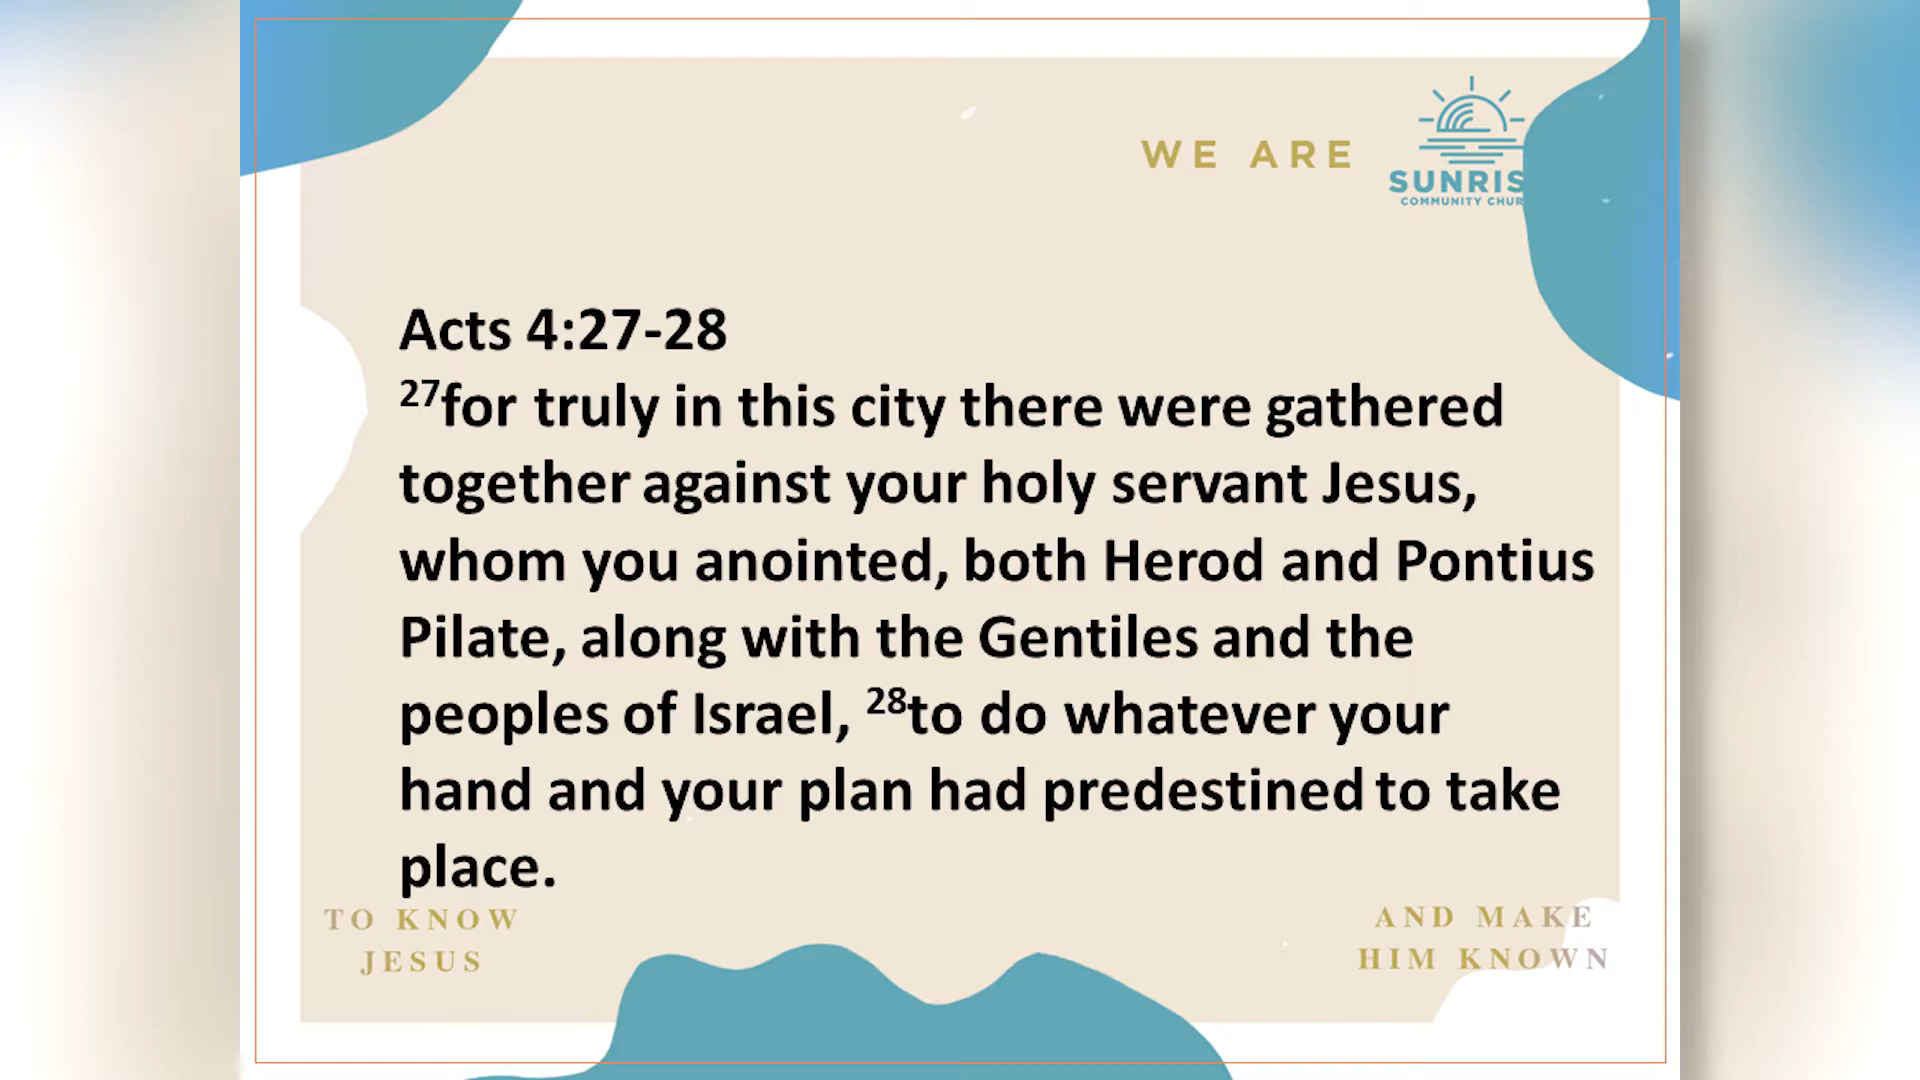 WE ARE
SUNRIS
COMMUNITY CHUR
Acts 4:27-28
27for truly in this city there were gathered
together against your holy servant Jesus,
whom you anointed, both Herod and Pontius
Pilate, along with the Gentiles and the
peoples of Israel, 28to do whatever your
hand and your plan had predestined to take
place.
TO KNOW
JESUS
AND MAKE
HIM KNOWN